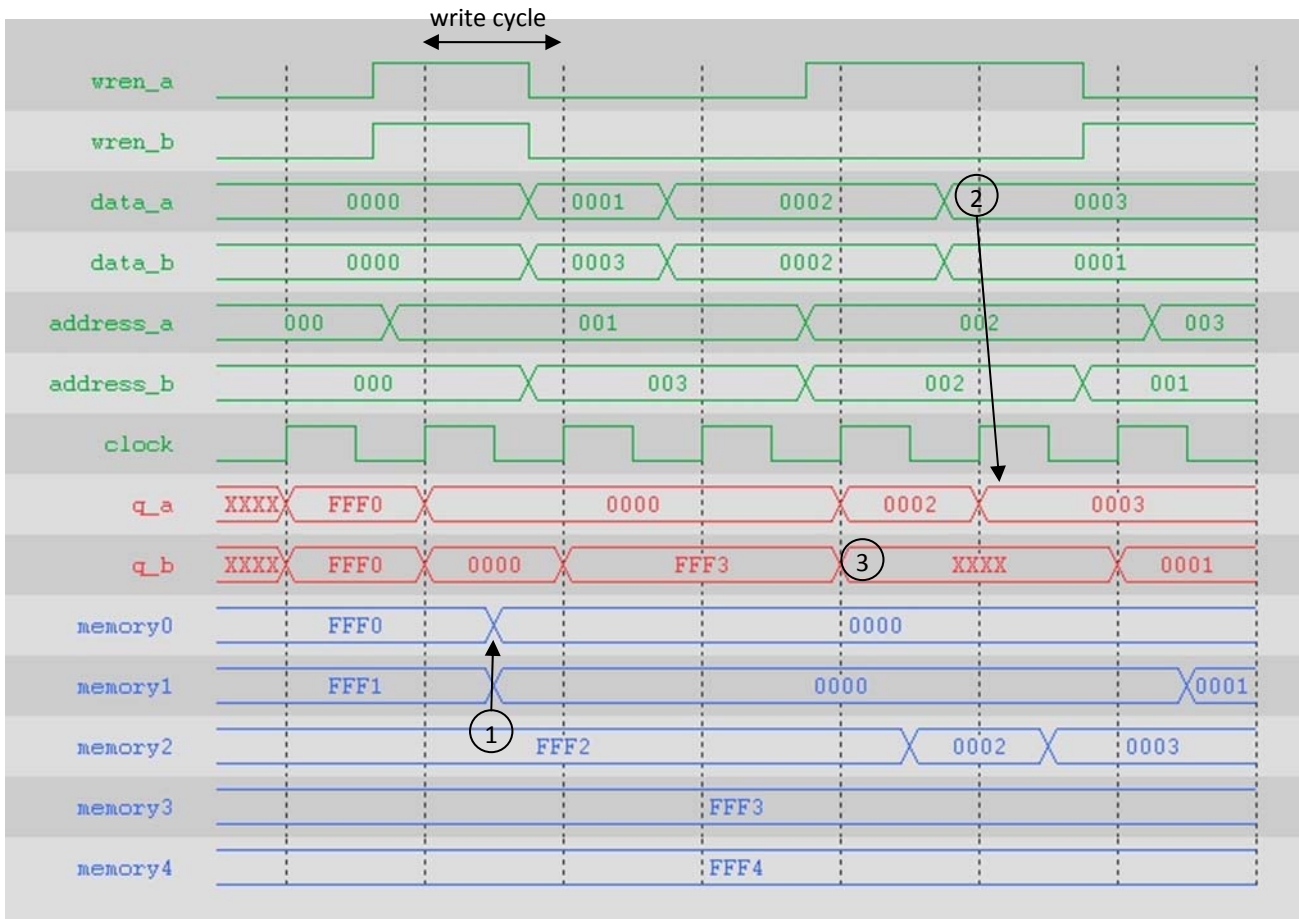 write cycle
wren_a
wren_b
data_a 0000 0001 0002 2 0003
data_b 0000 0003 0002 0001
address_a 000 001 002 003
address_b 000 003 002 001
clock
q_a XXXX FFF0 0000 0002 0003
q_b XXXX FFF0 0000 FFF3 3 XXXX 0001
memory0 FFF0 0000
memory1 FFF1 0000 0001
memory2 1 FFF2 0002 0003
memory3 FFF3
memory4 FFF4